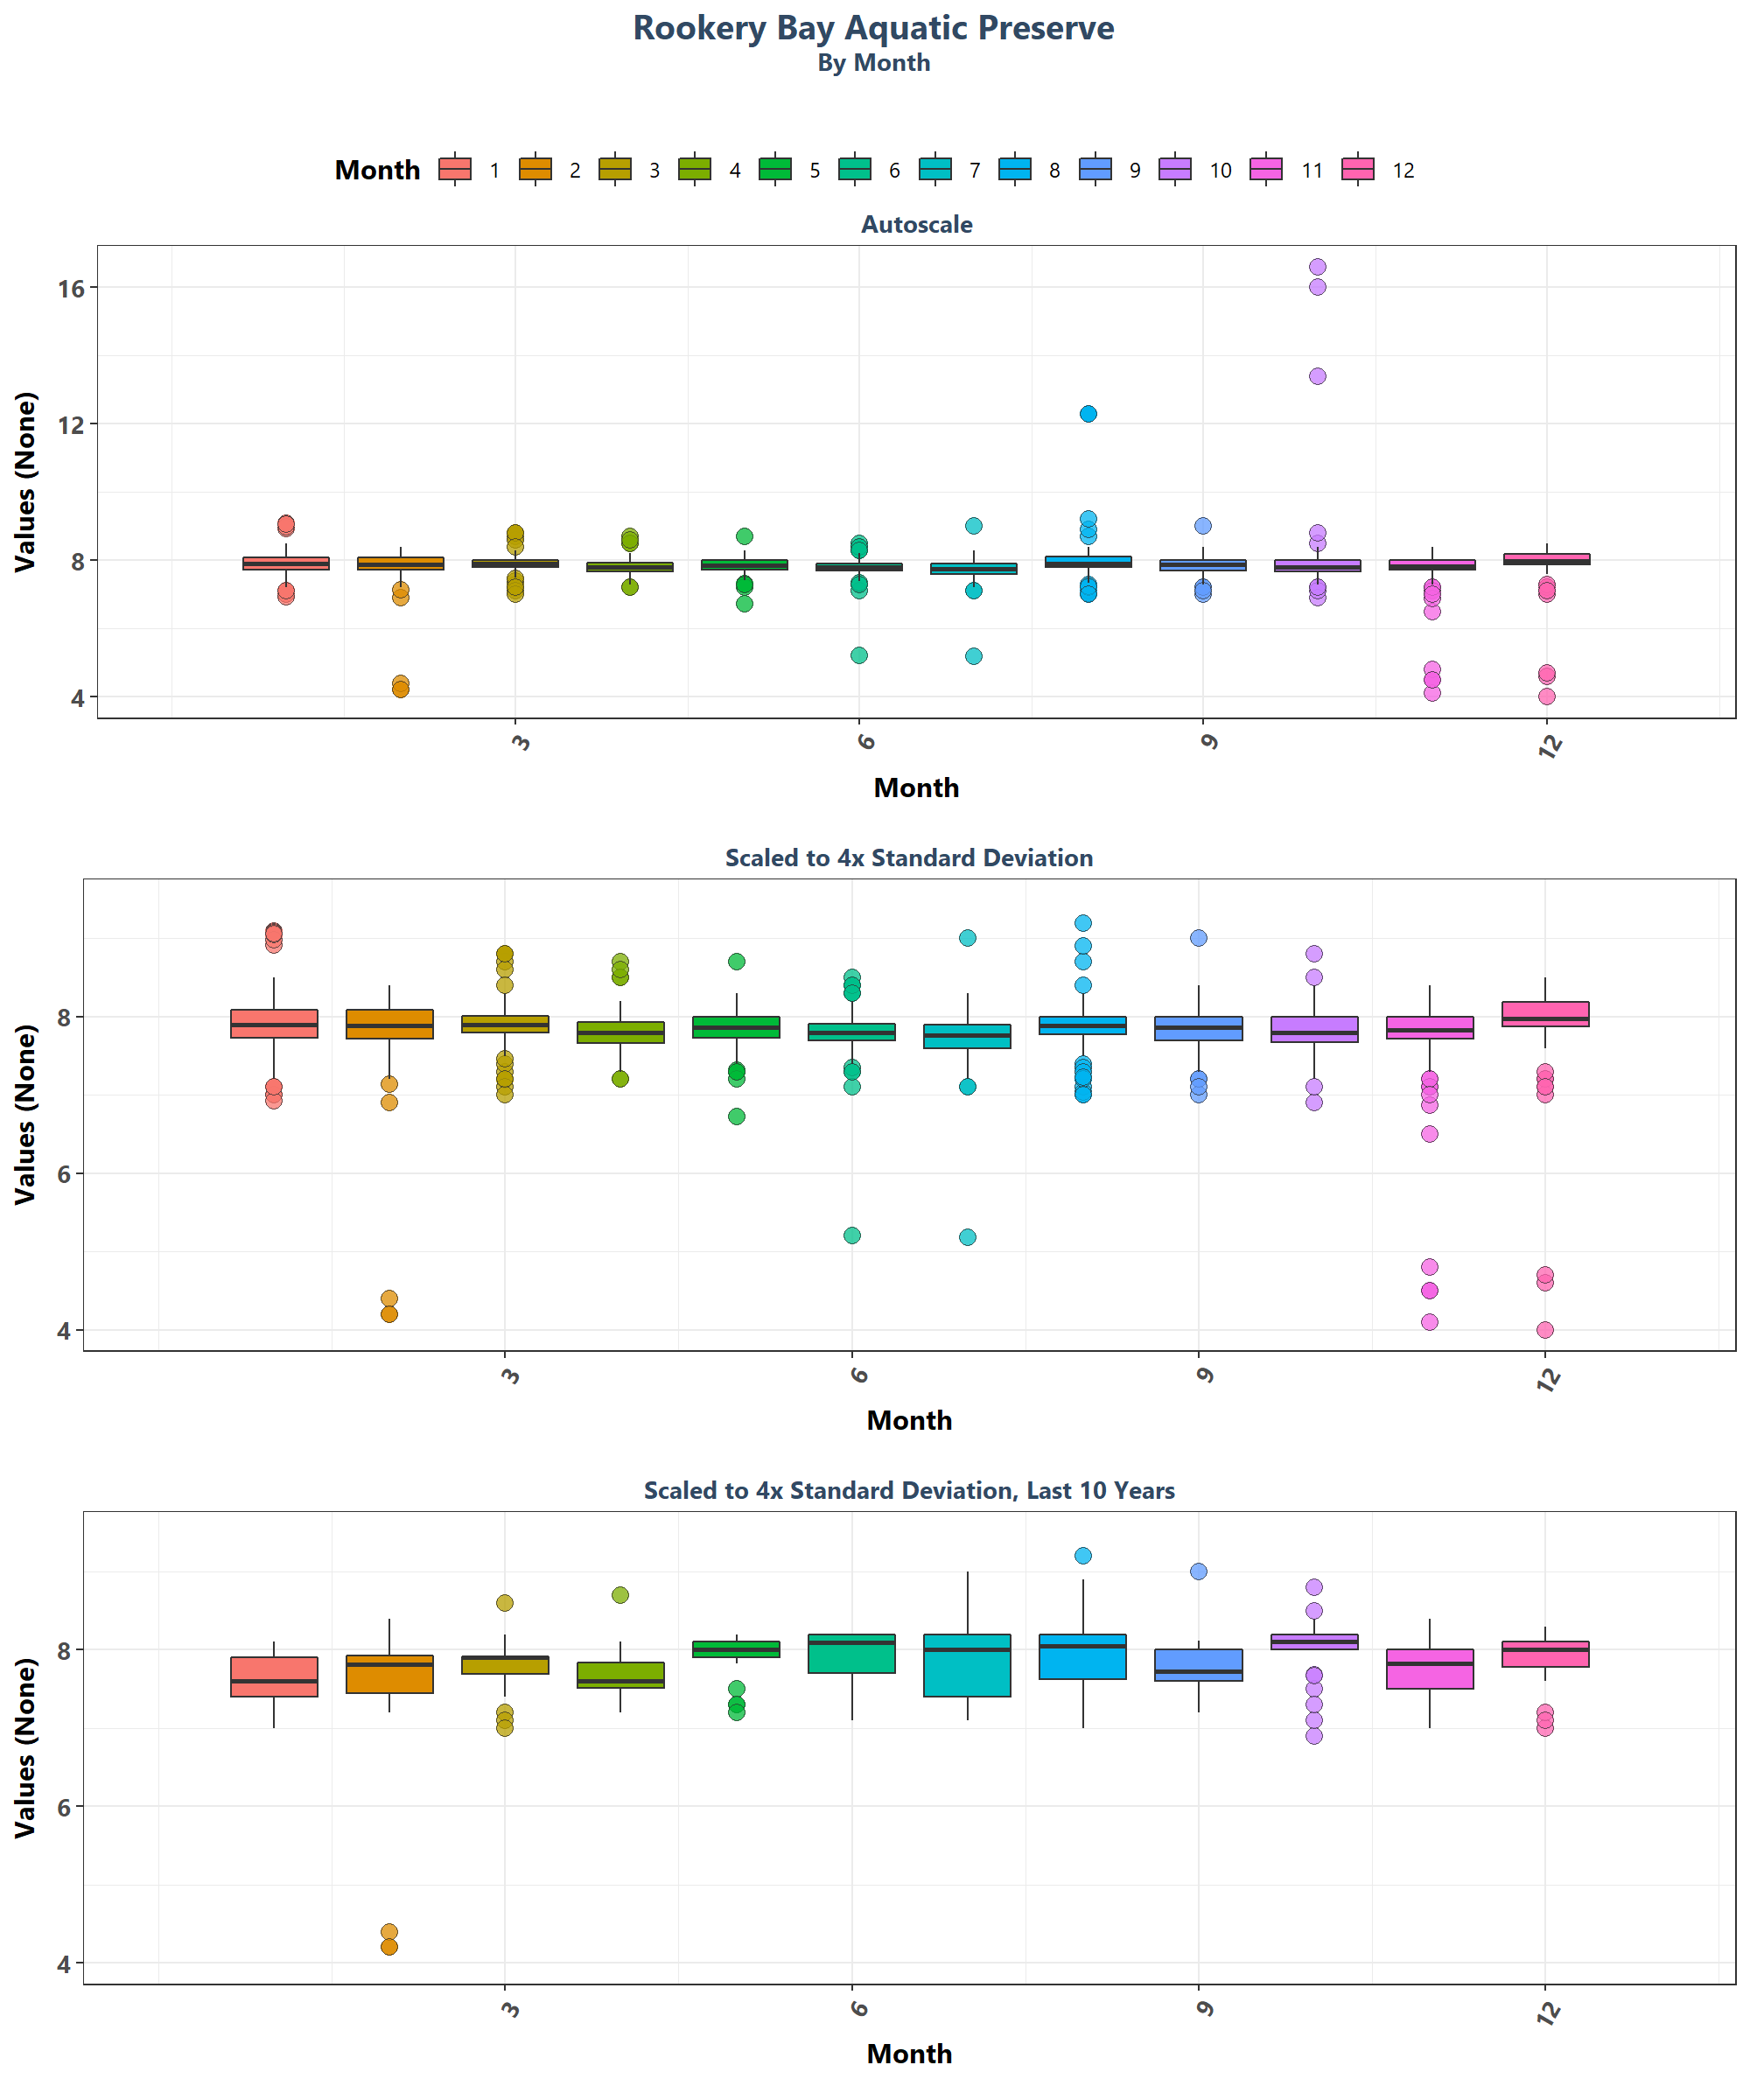 Rookery Bay Aquatic Preserve
By Month
Month 1 2 3 4 5 6 7 8 9 10 11 12
Autoscale
Values (None)
16
12
8
4
3 6 9 12
Month
Scaled to 4x Standard Deviation
Values (None)
8
6
4
3 6 9 12
Month
Scaled to 4x Standard Deviation, Last 10 Years
Values (None)
8
6
4
3 6 9 12
Month